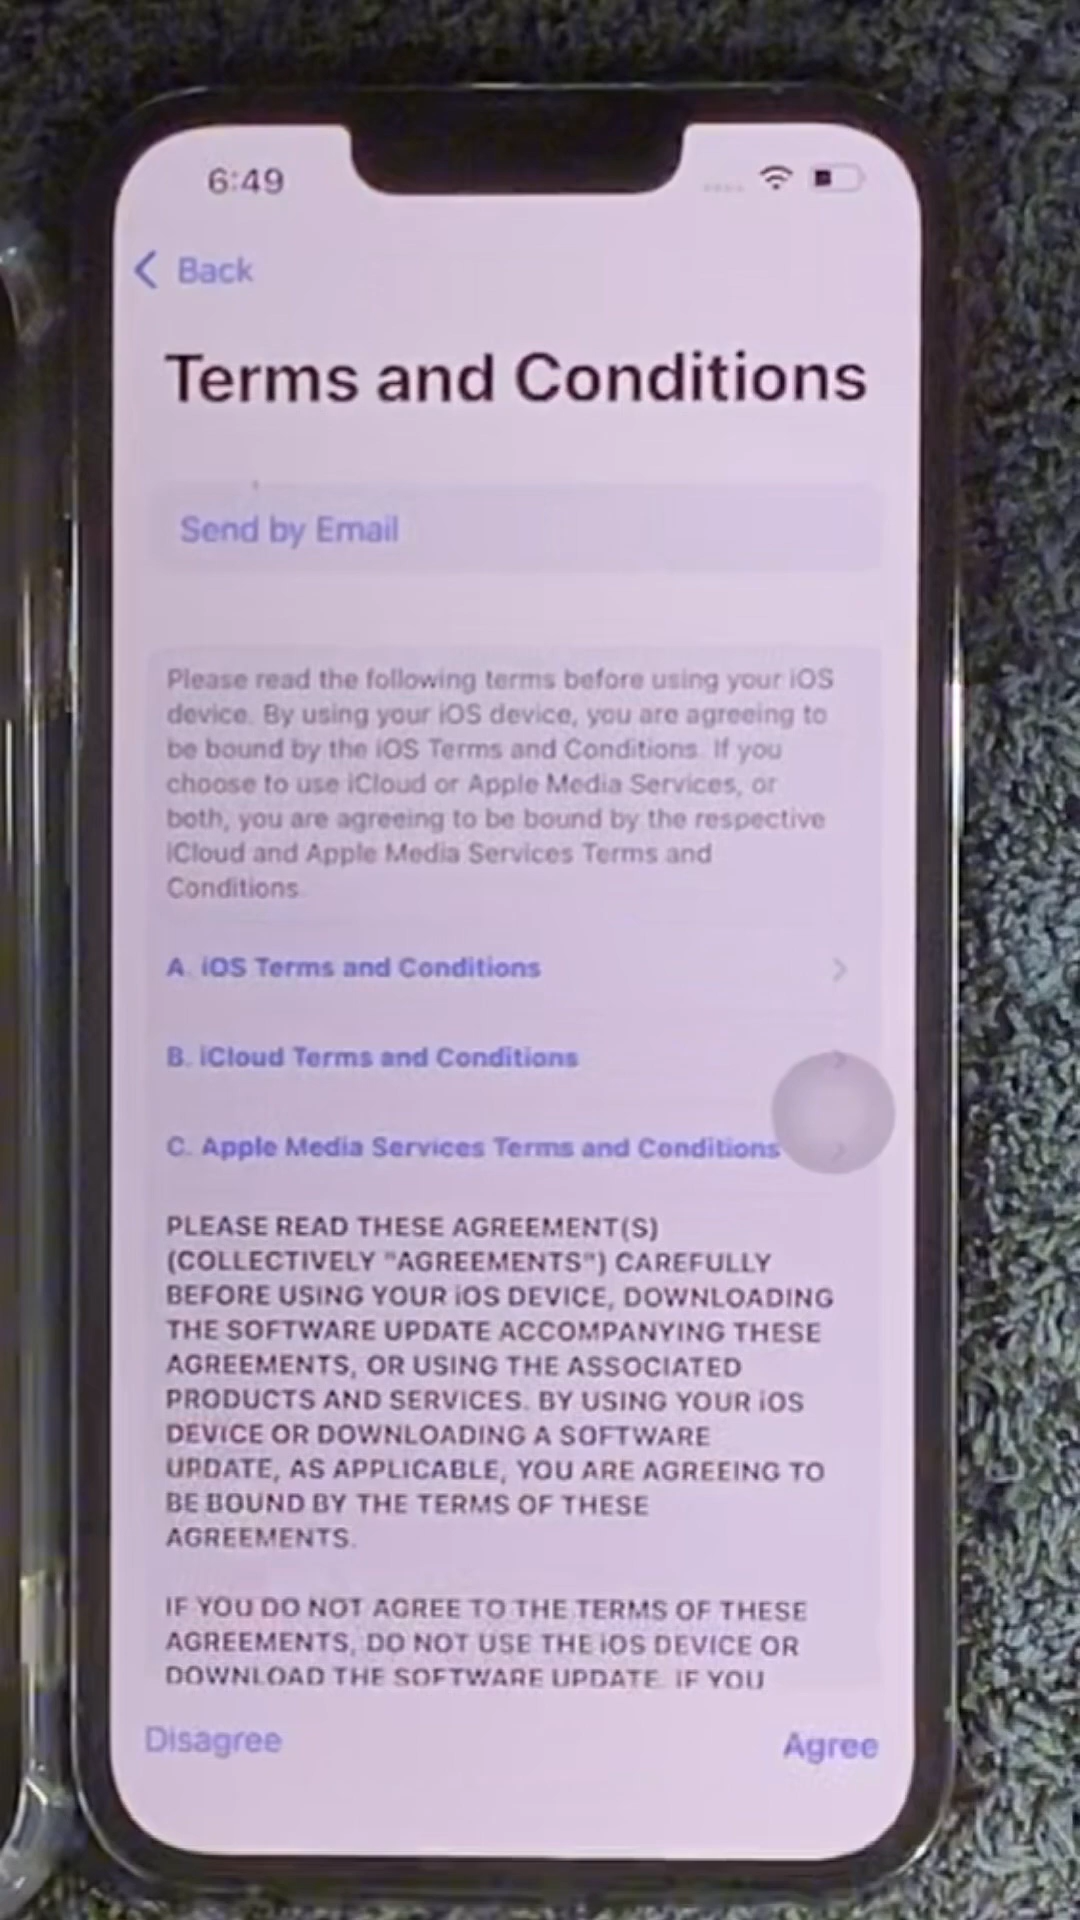 6:49
Back
Terms and Conditions
Send by Email
Please read the following terms before using your iOS
device. By using your iOS device, you are agreeing to
be bound by the iOS Terms and Conditions. If you
choose to use iCloud or Apple Media Services, or
both, you are agreeing to be bound by the respective
iCloud and Apple Media Services Terms and
Conditions.
A. iOS Terms and Conditions
B. iCloud Terms and Conditions
C. Apple Media Services Terms and Conditions
PLEASE READ THESE AGREEMENT(S)
(COLLECTIVELY "AGREEMENTS") CAREFULLY
BEFORE USING YOUR iOS DEVICE, DOWNLOADING
THE SOFTWARE UPDATE ACCOMPANYING THESE
AGREEMENTS, OR USING THE ASSOCIATED
PRODUCTS AND SERVICES. BY USING YOUR iOS
DEVICE OR DOWNLOADING A SOFTWARE
UPDATE, AS APPLICABLE, YOU ARE AGREEING TO
BE BOUND BY THE TERMS OF THESE
AGREEMENTS.
IF YOU DO NOT AGREE TO THE TERMS OF THESE
AGREEMENTS, DO NOT USE THE iOS DEVICE OR
DOWNLOAD THE SOFTWARE UPDATE. IF YOU
Disagree
Agree